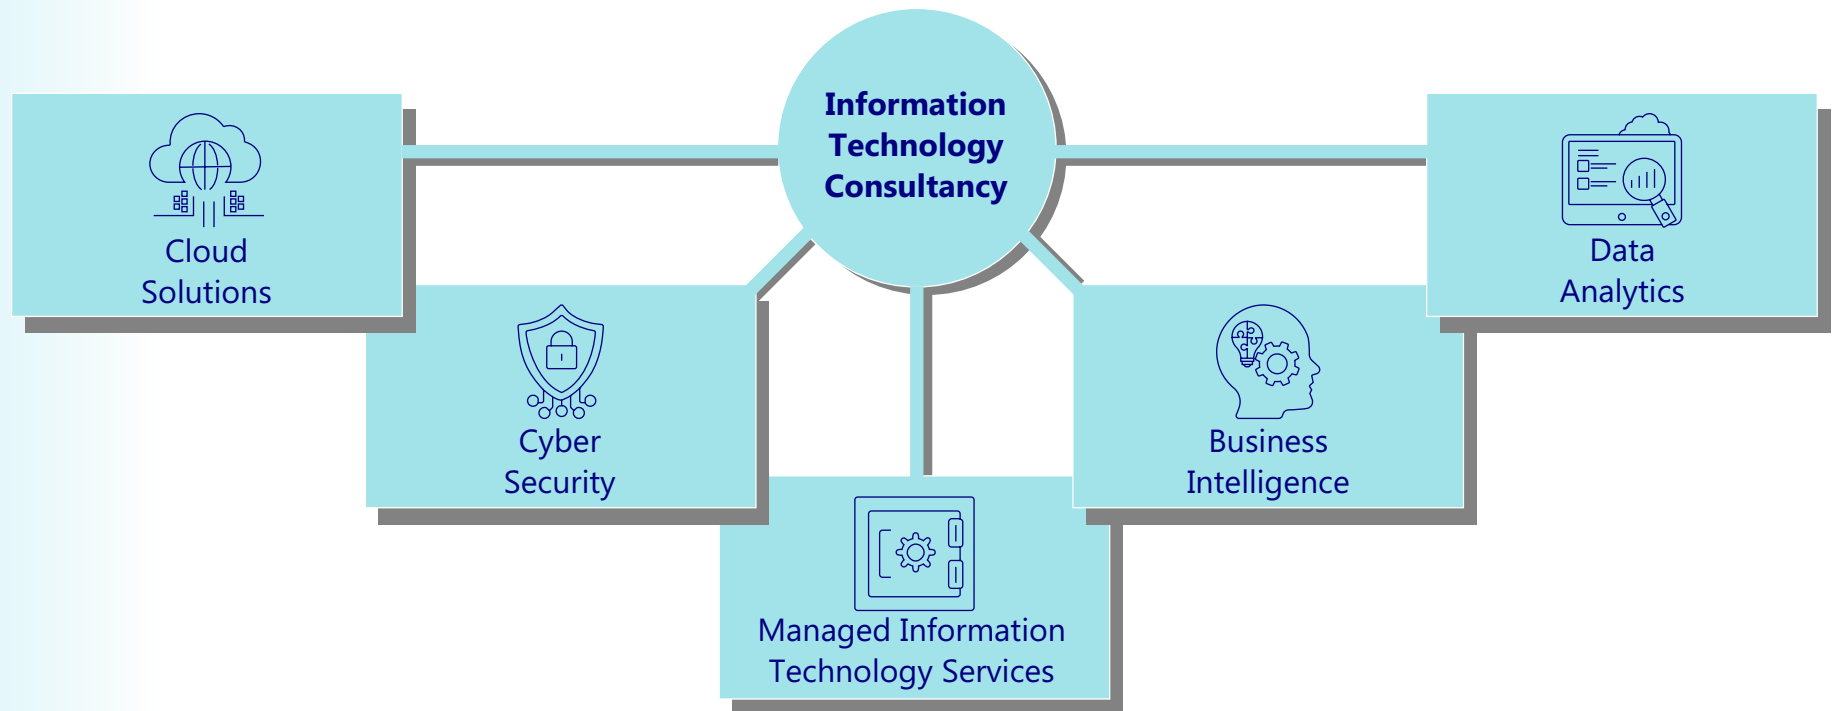 Information
Technology
Consultancy
Cloud
Solutions
Data
Analytics
Cyber
Security
Business
Intelligence
Managed Information
Technology Services